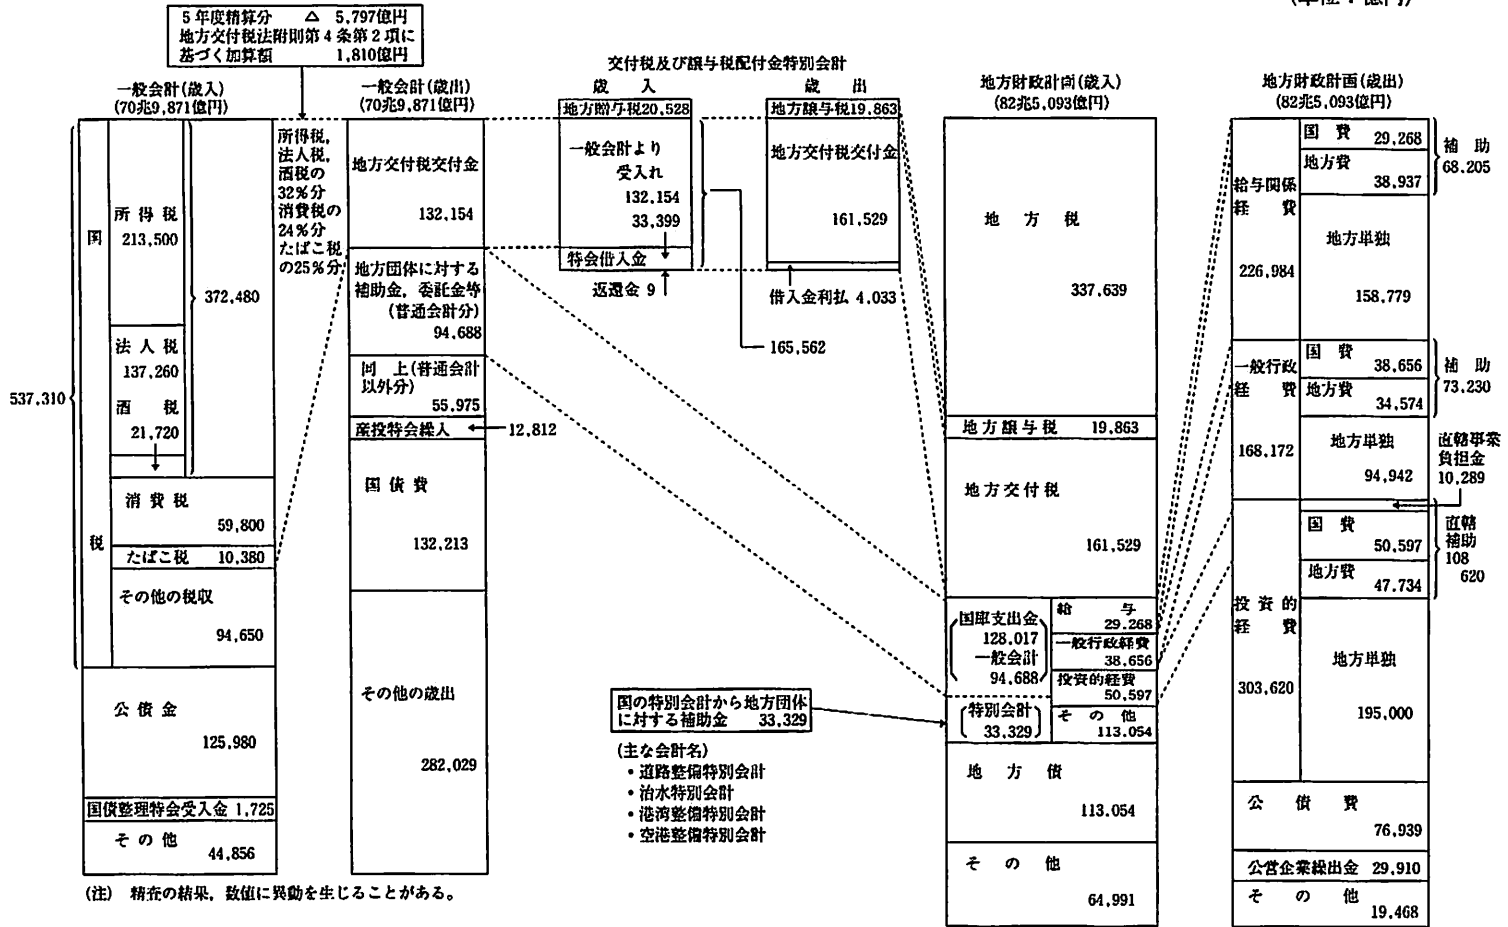 (単位：億円)
5年度精算分 △ 5,797億円
地方交付税法附則第4条第2項に
基づく加算額 1,810億円
一般会計(歳入)
(70兆9,871億円)
537,310
国
税
所得税
213,500
法人税
137,260
酒税
21,720
372,480
消費税
59,800
たばこ税 10,380
その他の税収
94,650
公債金
125,980
国債整理特会受入金 1,725
その他
44,856
(注) 精査の結果，数値に異動を生じることがある。
所得税，
法人税，
酒税の
32%分
消費税の
24%分
たばこ税
の25%分
一般会計(歳出)
(70兆9,871億円)
地方交付税交付金
132,154
地方団体に対する
補助金，委託金等
(普通会計分)
94,688
同上(普通会計
以外分)
55,975
産投特会繰入
12,812
国債費
132,213
その他の歳出
282,029
交付税及び譲与税配付金特別会計
歳入
地方贈与税20,528
一般会計より
受入れ
132,154
33,399
特会借入金
返還金 9
165,562
歳出
地方譲与税19,863
地方交付税交付金
161,529
借入金利払 4,033
国の特別会計から地方団体
に対する補助金 33,329
(主な会計名)
・道路整備特別会計
・治水特別会計
・港湾整備特別会計
・空港整備特別会計
地方財政計画(歳入)
(82兆5,093億円)
地方税
337,639
地方譲与税 19,863
地方交付税
161,529
国庫支出金
128.017
一般会計
94,688
特別会計
33,329
給与
29.268
一般行政経費
38,656
投資的経費
50,597
その他
113.054
地方債
113.054
その他
64,991
地方財政計画(歳出)
(82兆5,093億円)
給与関係
経費
226,984
国費 29,268
地方費
38,937
補助
68.205
地方単独
158,779
一般行政
経費
168,172
国費
38,656
地方費
34,574
補助
73.230
地方単独
94,942
直轄事業
負担金
10,289
投資的
経費
303,620
国費
50,597
地方費
47.734
直轄
補助
108
620
地方単独
195,000
公債費
76,939
公営企業繰出金 29,910
その他
19.468